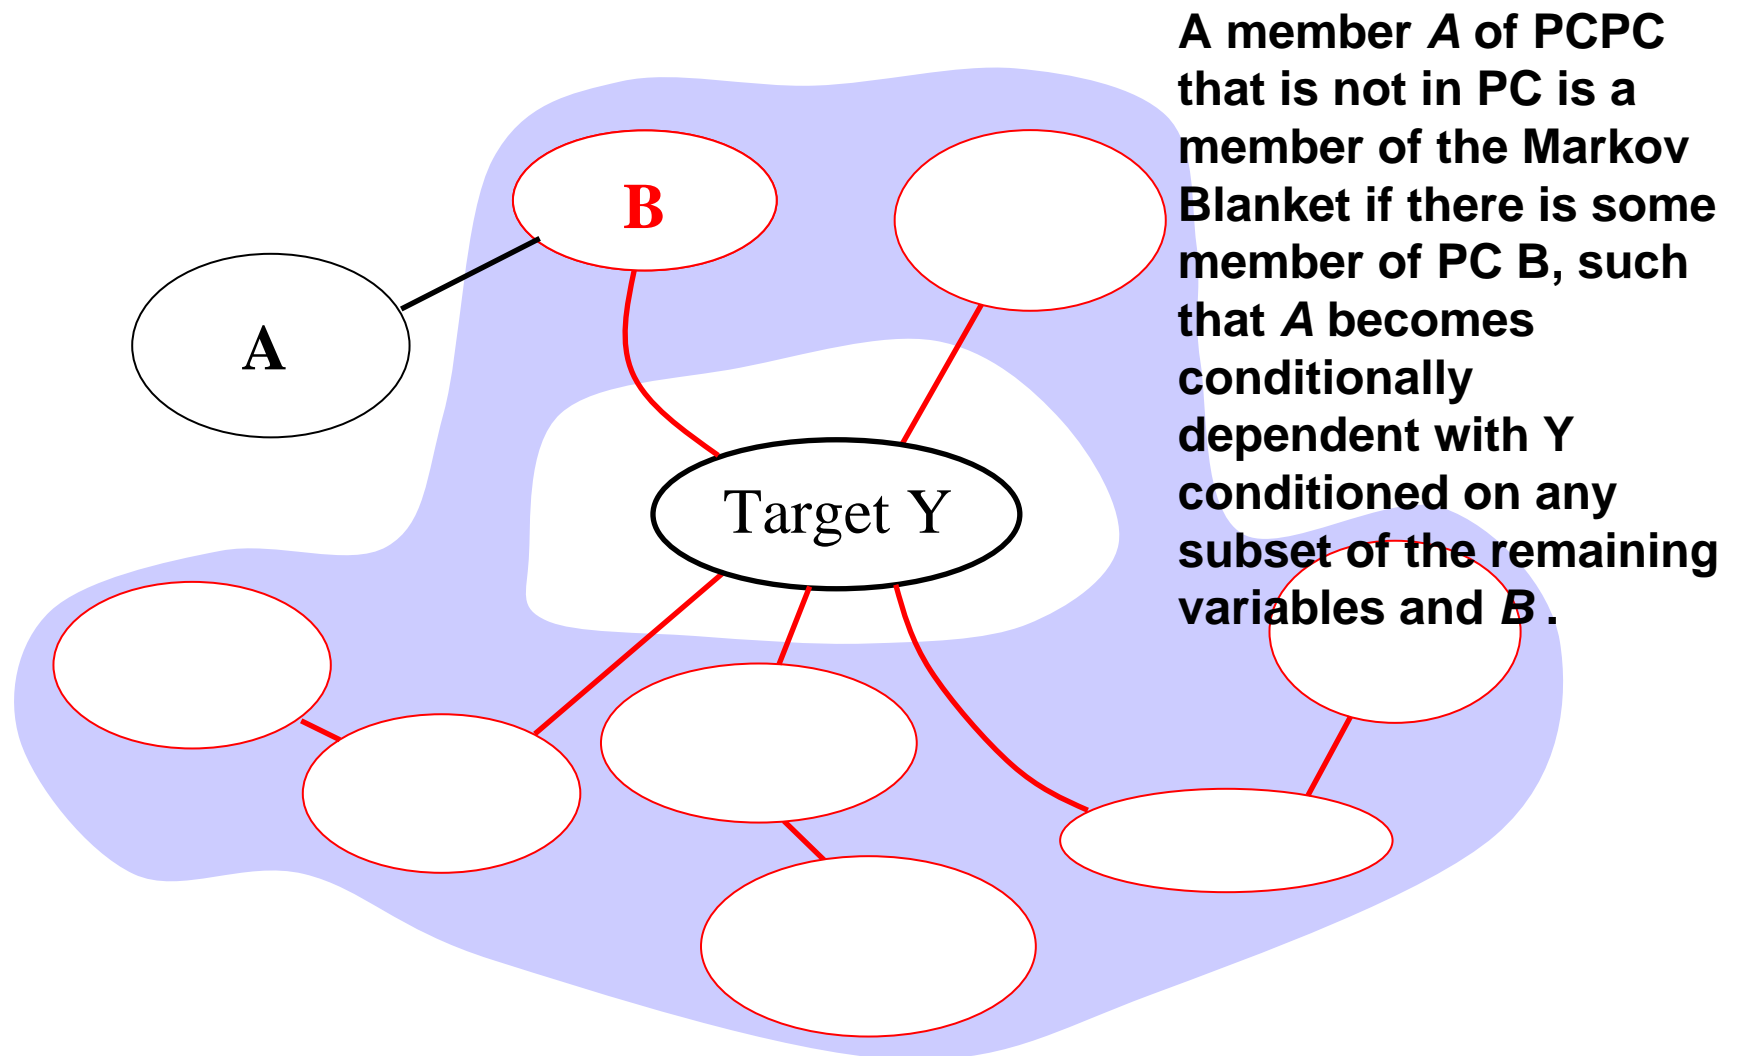 A member A of PCPC
that is not in PC is a
member of the Markov
Blanket if there is some
member of PC B, such
that A becomes
conditionally
dependent with Y
conditioned on any
subset of the remaining
variables and B .
B
A
Target Y